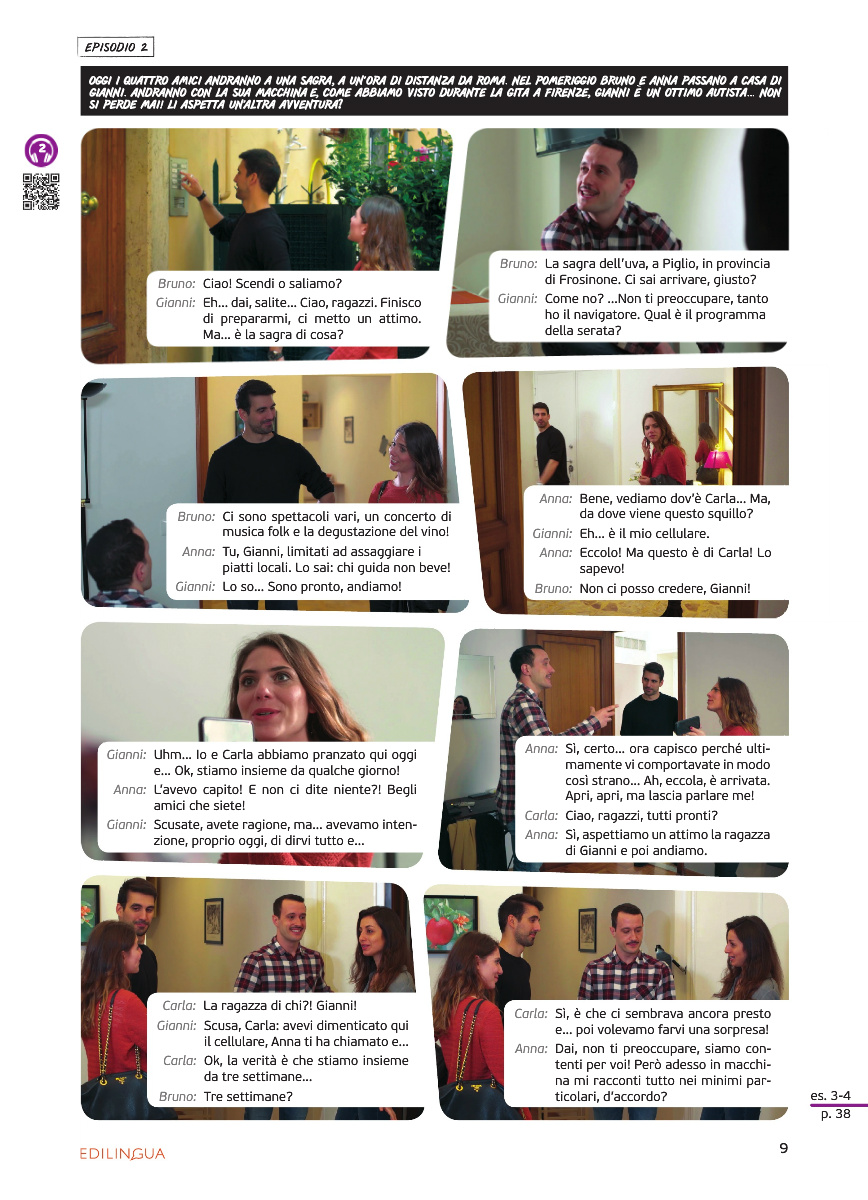 EPISODIO 2
OGGI I QUATTRO AMICI ANDRANNO A UNA SAGRA, A UN'ORA DI DISTANZA DA ROMA. NEL POMERIGGIO BRUNO E ANNA PASSANO A CASA DI
GIANNI. ANDRANNO CON LA SUA MACCHINA E, COME ABBIAMO VISTO DURANTE LA GITA A FIRENZE, GIANNI È UN OTTIMO AUTISTA... NON
SI PERDE MAI! LI ASPETTA UN'ALTRA AVVENTURA?
2
Bruno: Ciao! Scendi o saliamo?
Gianni: Eh... dai, salite... Ciao, ragazzi. Finisco
di prepararmi, ci metto un attimo.
Ma... è la sagra di cosa?
Bruno: La sagra dell'uva, a Piglio, in provincia
di Frosinone. Ci sai arrivare, giusto?
Gianni: Come no? ...Non ti preoccupare, tanto
ho il navigatore. Qual è il programma
della serata?
Bruno: Ci sono spettacoli vari, un concerto di
musica folk e la degustazione del vino!
Anna: Tu, Gianni, limitati ad assaggiare i
piatti locali. Lo sai: chi guida non beve!
Gianni: Lo so... Sono pronto, andiamo!
Anna: Bene, vediamo dov'è Carla... Ma,
da dove viene questo squillo?
Gianni: Eh... è il mio cellulare.
Anna: Eccolo! Ma questo è di Carla! Lo
sapevo!
Bruno: Non ci posso credere, Gianni!
Gianni: Uhm... Io e Carla abbiamo pranzato qui oggi
e... Ok, stiamo insieme da qualche giorno!
Anna: L'avevo capito! E non ci dite niente?! Begli
amici che siete!
Gianni: Scusate, avete ragione, ma... avevamo inten-
zione, proprio oggi, di dirvi tutto e...
Anna: Sì, certo... ora capisco perché ulti-
mamente vi comportavate in modo
così strano... Ah, eccola, è arrivata.
Apri, apri, ma lascia parlare me!
Carla: Ciao, ragazzi, tutti pronti?
Anna: Sì, aspettiamo un attimo la ragazza
di Gianni e poi andiamo.
Carla: La ragazza di chi?! Gianni!
Gianni: Scusa, Carla: avevi dimenticato qui
il cellulare, Anna ti ha chiamato e...
Carla: Ok, la verità è che stiamo insieme
da tre settimane...
Bruno: Tre settimane?
Carla: Sì, è che ci sembrava ancora presto
e... poi volevamo farvi una sorpresa!
Anna: Dai, non ti preoccupare, siamo con-
tenti per voi! Però adesso in macchi-
na mi racconti tutto nei minimi par-
ticolari, d'accordo?
es. 3-4
p. 38
EDILINGUA
9